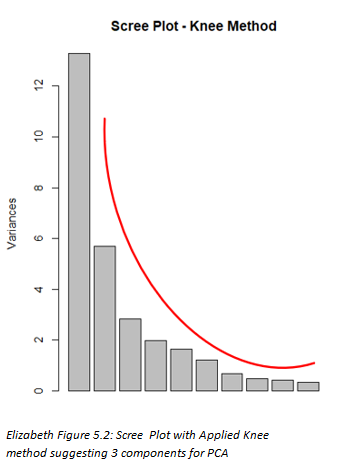 Scree Plot - Knee Method
12
10
8
6
4
2
0
Variances
Elizabeth Figure 5.2: Scree  Plot with Applied Knee
method suggesting 3 components for PCA